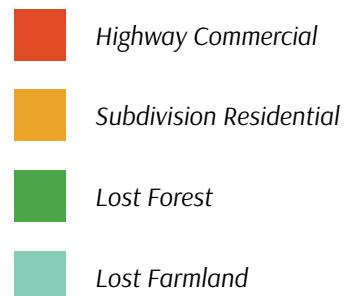 Highway Commercial
Subdivision Residential
Lost Forest
Lost Farmland